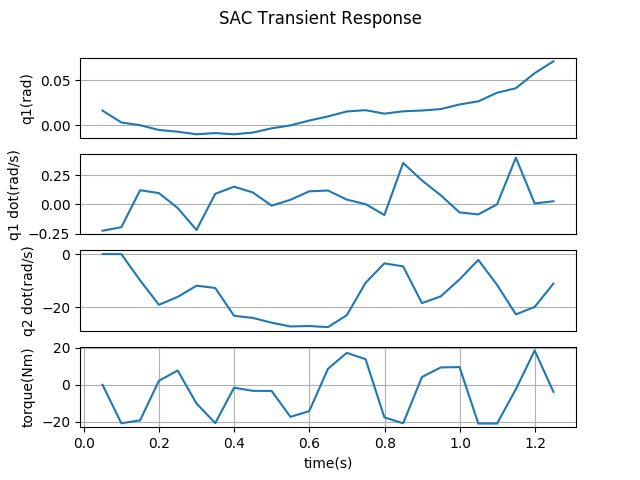 SAC Transient Response
q1(rad)
0.05
0.00
q1 dot(rad/s)
0.25
0.00
−0.25
q2 dot(rad/s)
0
−20
torque(Nm)
20
0
−20
0.0 0.2 0.4 0.6 0.8 1.0 1.2
time(s)